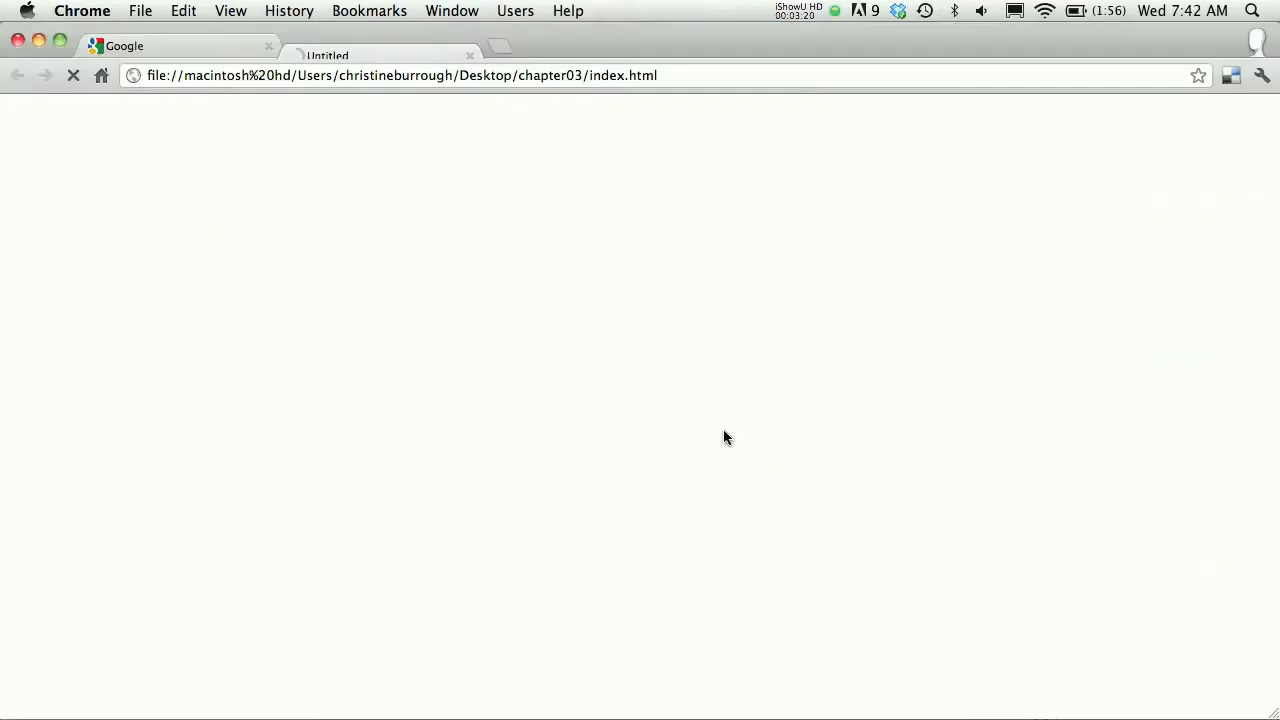 Chrome File Edit View History Bookmarks Window Users Help iShowU HD 00:03:20 9 (1:56) Wed 7:42 AM
Google Untitled
file://macintosh%20hd/Users/christineburrough/Desktop/chapter03/index.html